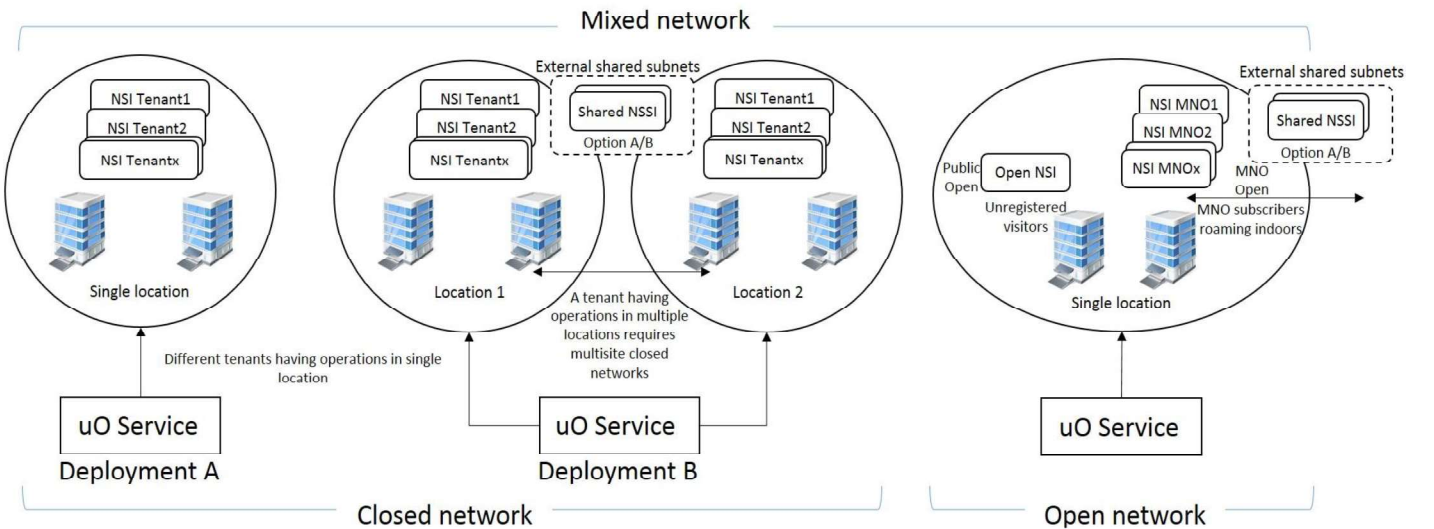 Mixed network
NSI Tenant1
NSI Tenant2
NSI Tenantx
Single location
Different tenants having operations in single
location
uO Service
Deployment A
NSI Tenant1
NSI Tenant2
NSI Tenantx
Location 1
External shared subnets
Shared NSSI
Option A/B
NSI Tenant1
NSI Tenant2
NSI Tenantx
Location 2
A tenant having
operations in multiple
locations requires
multisite closed
networks
uO Service
Deployment B
Closed network
Public
Open
Open NSI
Unregistered
visitors
NSI MNO1
NSI MNO2
NSI MNOx
External shared subnets
Shared NSSI
Option A/B
MNO
Open
MNO subscribers
roaming indoors
Single location
uO Service
Open network